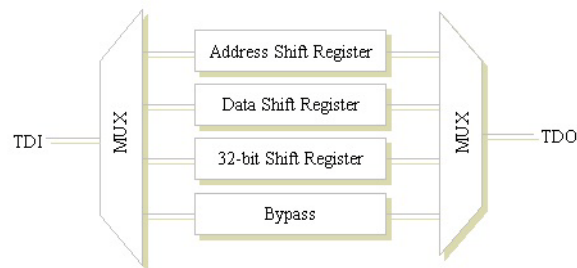 TDI
MUX
Address Shift Register
Data Shift Register
32-bit Shift Register
Bypass
MUX
TDO